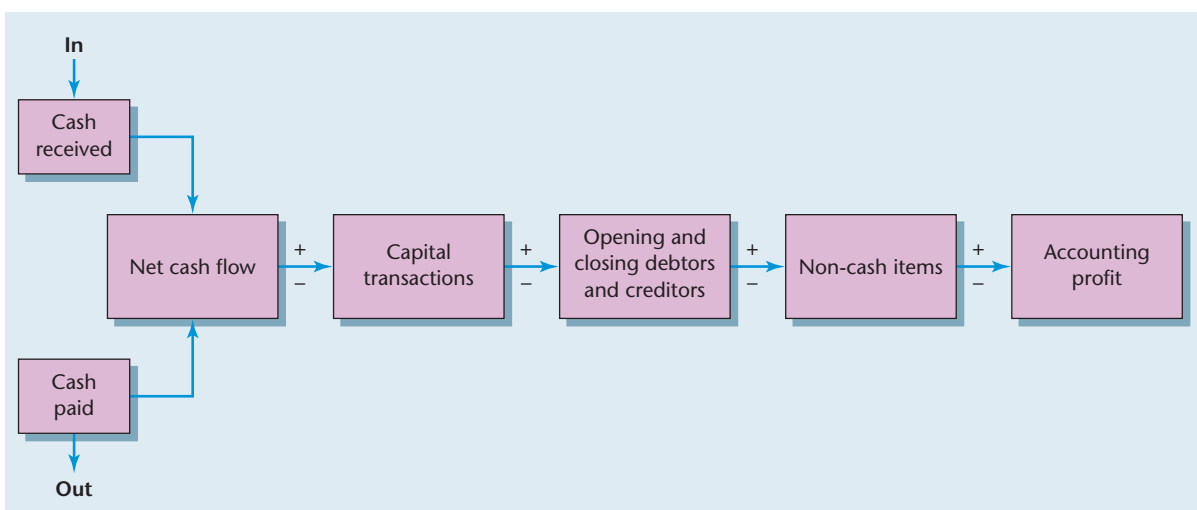 In
Cash
received
Net cash flow
+
−
Capital
transactions
+
−
Opening and
closing debtors
and creditors
+
−
Non-cash items
+
−
Accounting
profit
Cash
paid
Out